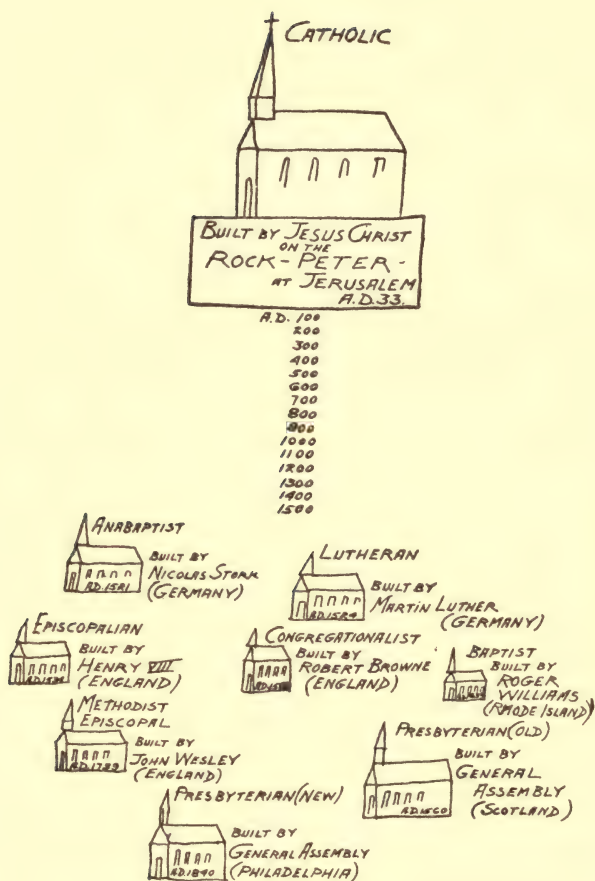 CATHOLIC
BUILT BY JESUS CHRIST
ON THE
ROCK - PETER -
AT JERUSALEM
A.D. 33.
A.D. 100
200
300
400
500
600
700
800
900
1000
1100
1200
1300
1400
1500
ANABAPTIST
BUILT BY
NICOLAS STORK
(GERMANY)
A.D. 1521
LUTHERAN
BUILT BY
MARTIN LUTHER
(GERMANY)
A.D. 1524
EPISCOPALIAN
BUILT BY
HENRY VIII
(ENGLAND)
CONGREGATIONALIST
BUILT BY
ROBERT BROWNE
(ENGLAND)
BAPTIST
BUILT BY
ROGER
WILLIAMS
(RHODE ISLAND)
METHODIST
EPISCOPAL
BUILT BY
JOHN WESLEY
(ENGLAND)
PRESBYTERIAN (OLD)
BUILT BY
GENERAL
ASSEMBLY
(SCOTLAND)
A.D. 1560
PRESBYTERIAN (NEW)
BUILT BY
GENERAL ASSEMBLY
(PHILADELPHIA)
A.D. 1840